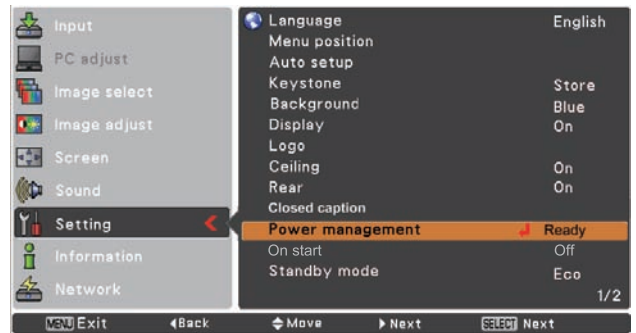 Input
PC adjust
Image select
Image adjust
Screen
Sound
Setting
Information
Network
Language English
Menu position
Auto setup
Keystone Store
Background Blue
Display On
Logo
Ceiling On
Rear On
Closed caption
Power management Ready
On start Off
Standby mode Eco
1/2
MENU Exit Back Move Next SELECT Next